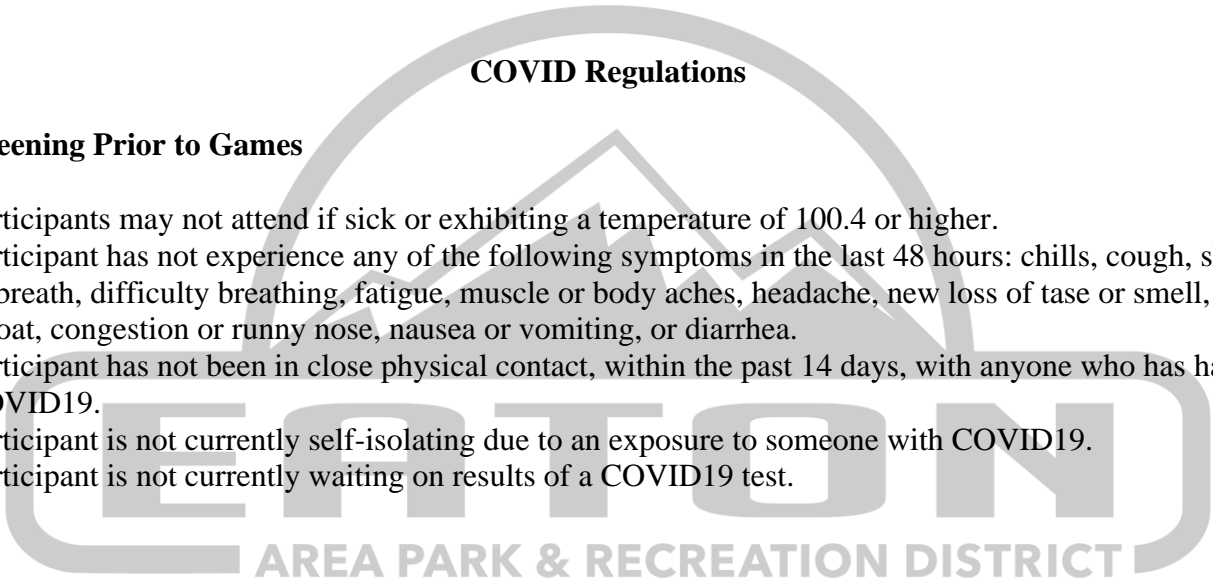 COVID Regulations
eening Prior to Games
rticipants may not attend if sick or exhibiting a temperature of 100.4 or higher.
rticipant has not experience any of the following symptoms in the last 48 hours: chills, cough, s
breath, difficulty breathing, fatigue, muscle or body aches, headache, new loss of tase or smell,
oat, congestion or runny nose, nausea or vomiting, or diarrhea.
rticipant has not been in close physical contact, within the past 14 days, with anyone who has ha
OVID19.
rticipant is not currently self-isolating due to an exposure to someone with COVID19.
rticipant is not currently waiting on results of a COVID19 test.
EATON
AREA PARK & RECREATION DISTRICT